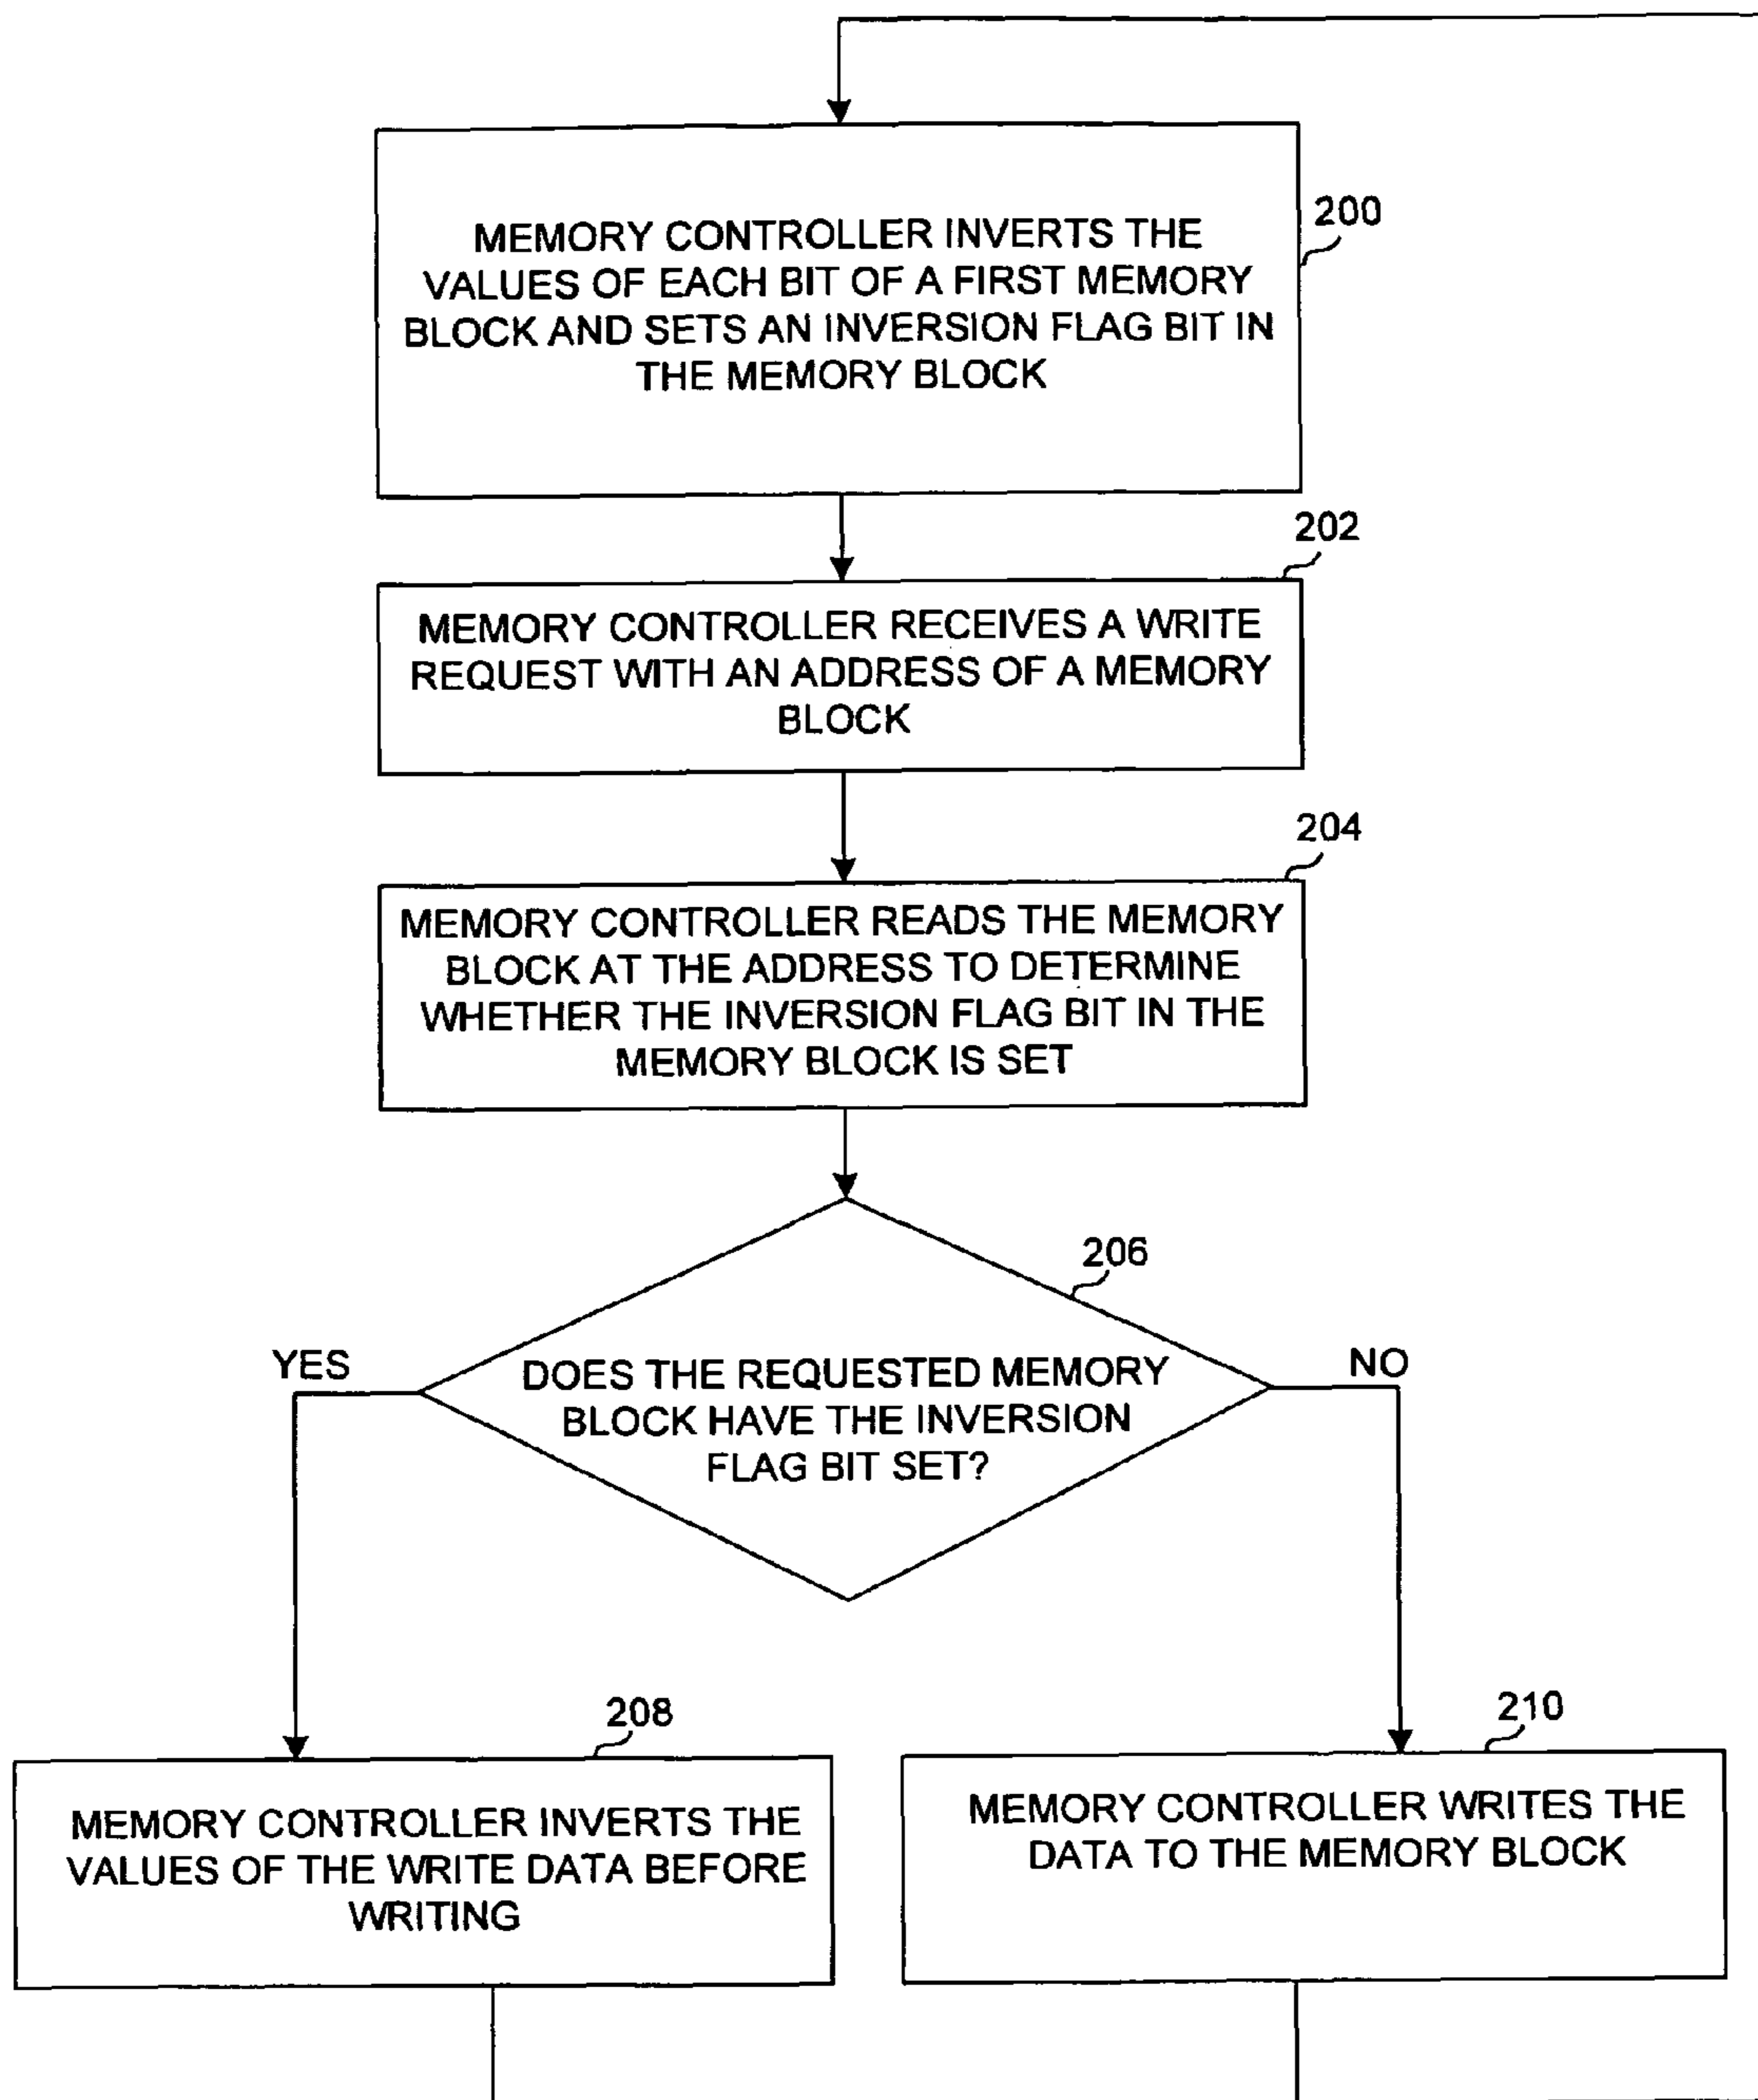 MEMORY CONTROLLER INVERTS THE
VALUES OF EACH BIT OF A FIRST MEMORY
BLOCK AND SETS AN INVERSION FLAG BIT IN
THE MEMORY BLOCK
200
202
MEMORY CONTROLLER RECEIVES A WRITE
REQUEST WITH AN ADDRESS OF A MEMORY
BLOCK
204
MEMORY CONTROLLER READS THE MEMORY
BLOCK AT THE ADDRESS TO DETERMINE
WHETHER THE INVERSION FLAG BIT IN THE
MEMORY BLOCK IS SET
206
YES
NO
DOES THE REQUESTED MEMORY
BLOCK HAVE THE INVERSION
FLAG BIT SET?
208
MEMORY CONTROLLER INVERTS THE
VALUES OF THE WRITE DATA BEFORE
WRITING
210
MEMORY CONTROLLER WRITES THE
DATA TO THE MEMORY BLOCK